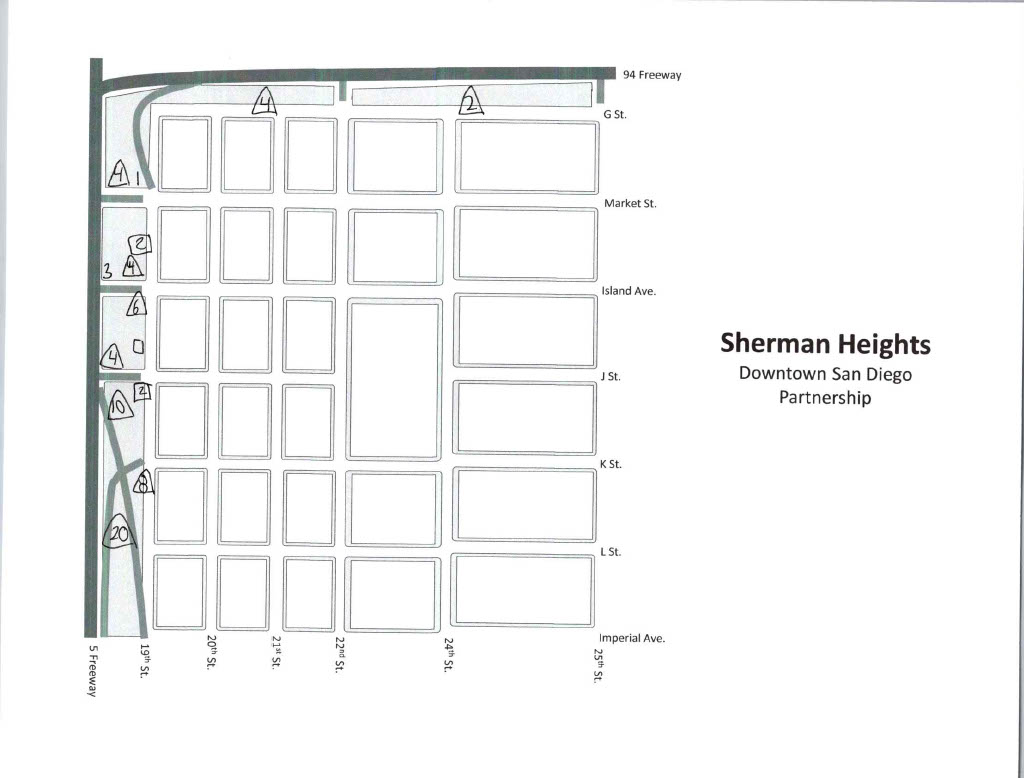 94 Freeway
4
2
G St.
4 1
Market St.
2
3 4
Island Ave.
6
Sherman Heights
Downtown San Diego
Partnership
4
J St.
2
10
K St.
8
20
L St.
Imperial Ave.
5 Freeway
19th St.
20th St.
21st St.
22nd St.
24th St.
25th St.